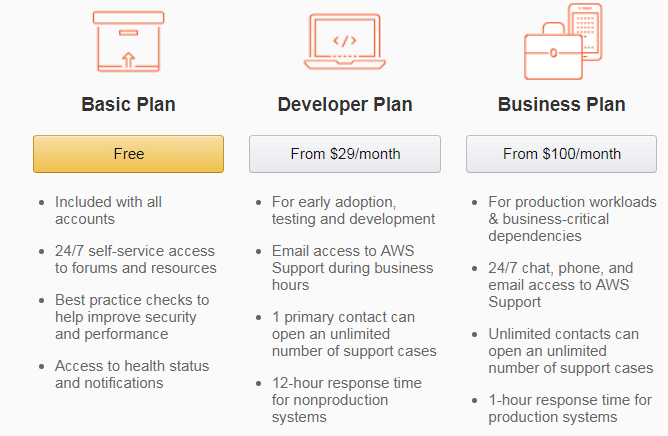 Basic Plan
Free
Included with all
accounts
24/7 self-service access
to forums and resources
Best practice checks to
help improve security
and performance
Access to health status
and notifications
</> 
Developer Plan
From $29/month
For early adoption,
testing and development
Email access to AWS
Support during business
hours
1 primary contact can
open an unlimited
number of support cases
12-hour response time
for nonproduction
systems
Business Plan
From $100/month
For production workloads
& business-critical
dependencies
24/7 chat, phone, and
email access to AWS
Support
Unlimited contacts can
open an unlimited
number of support cases
1-hour response time for
production systems